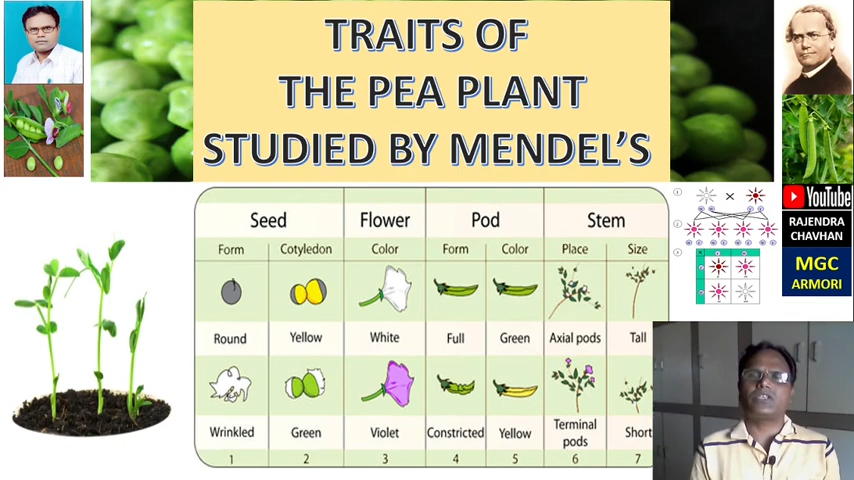 TRAITS OF
THE PEA PLANT
STUDIED BY MENDEL'S
Seed Flower Pod Stem
Form Cotyledon Color Form Color Place Size
Round Yellow White Full Green Axial pods Tall
Wrinkled Green Violet Constricted Yellow Terminal pods Short
1 2 3 4 5 6 7
YouTube
RAJENDRA
CHAVHAN
MGC
ARMORI